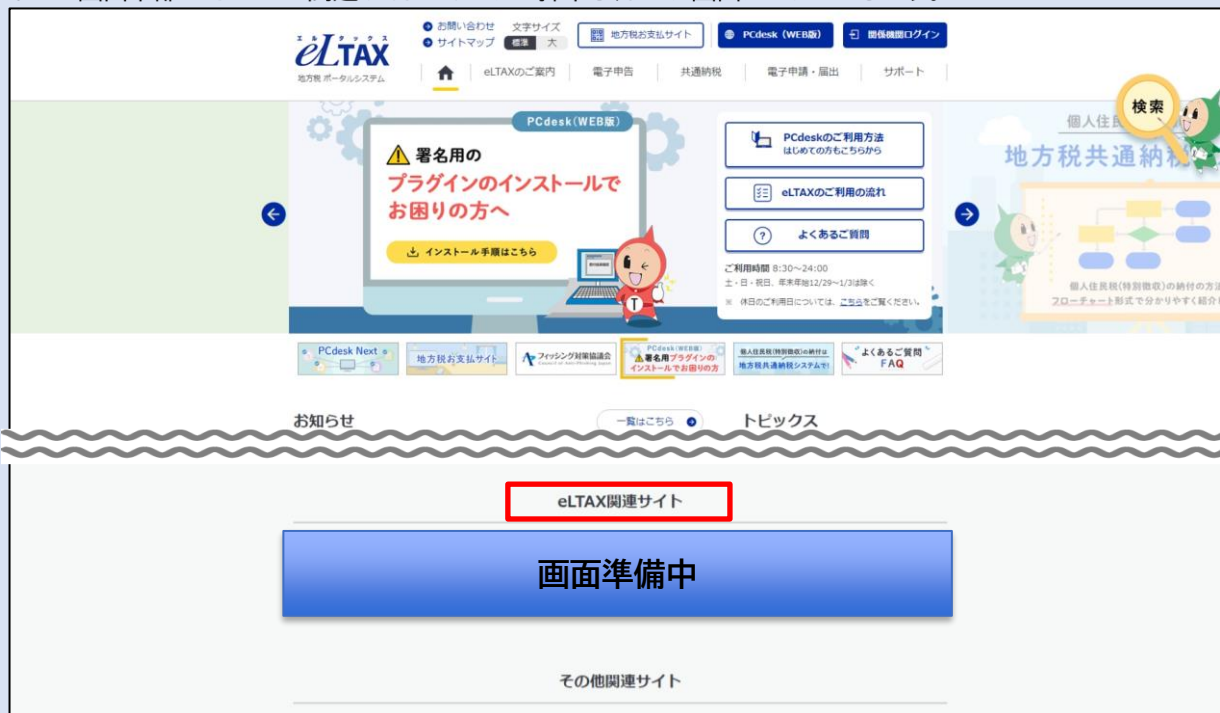 エルタックス
eLTAX
地方税 ポータルシステム
お問い合わせ 文字サイズ
サイトマップ 標準 大
地方税お支払サイト
PCdesk（WEB版）
関係機関ログイン
eLTAXのご案内 電子申告 共通納税 電子申請・届出 サポート
検索
PCdesk(WEB版)
署名用の
プラグインのインストールで
お困りの方へ
インストール手順はこちら
T
PCdeskのご利用方法
はじめての方もこちらから
eLTAXのご利用の流れ
よくあるご質問
ご利用時間 8:30～24:00
土・日・祝日、年末年始12/29～1/3は除く
※ 休日のご利用日については、こちらをご覧ください。
個人住民
地方税共通納税
個人住民税(特別徴収)の納付の方法
フローチャート形式で分かりやすく紹介
PCdesk Next
地方税お支払サイト
フィッシング対策協議会
Council of Anti-Phishing Japan
PCdesk(WEB版)
署名用プラグインの
インストールでお困りの方
個人住民税(特別徴収)の納付は
地方税共通納税システムで!
よくあるご質問
FAQ
お知らせ
一覧はこちら
トピックス
eLTAX関連サイト
画面準備中
その他関連サイト